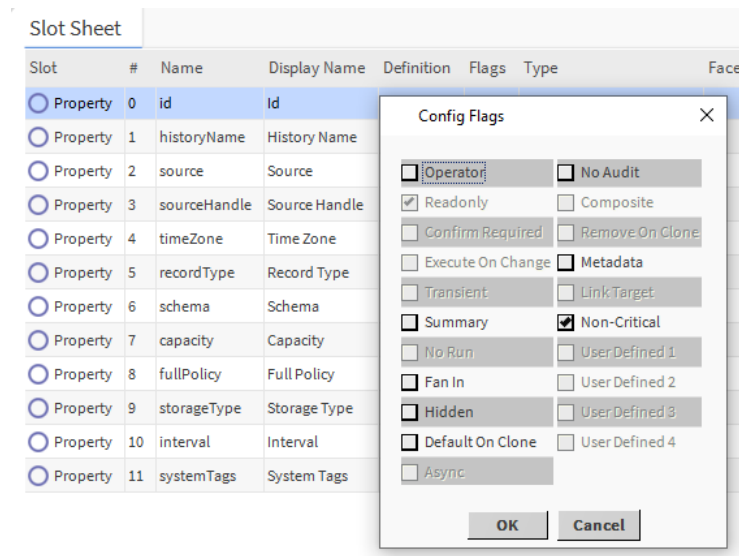 Slot Sheet
Slot # Name Display Name Definition Flags Type Face
Property 0 id Id
Property 1 historyName History Name
Property 2 source Source
Property 3 sourceHandle Source Handle
Property 4 timeZone Time Zone
Property 5 recordType Record Type
Property 6 schema Schema
Property 7 capacity Capacity
Property 8 fullPolicy Full Policy
Property 9 storageType Storage Type
Property 10 interval Interval
Property 11 systemTags System Tags
Config Flags
Operator No Audit
Readonly Composite
Confirm Required Remove On Clone
Execute On Change Metadata
Transient Link Target
Summary Non-Critical
No Run User Defined 1
Fan In User Defined 2
Hidden User Defined 3
Default On Clone User Defined 4
Async
OK Cancel